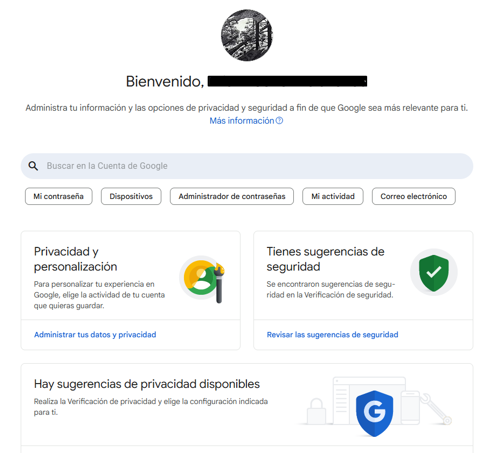 Bienvenido,
Administra tu información y las opciones de privacidad y seguridad a fin de que Google sea más relevante para ti.
Más información
Buscar en la Cuenta de Google
Mi contraseña
Dispositivos
Administrador de contraseñas
Mi actividad
Correo electrónico
Privacidad y
personalización
Para personalizar tu experiencia en
Google, elige la actividad de tu cuenta
que quieras guardar.
Administrar tus datos y privacidad
Tienes sugerencias de
seguridad
Se encontraron sugerencias de segu-
ridad en la Verificación de seguridad.
Revisar las sugerencias de seguridad
Hay sugerencias de privacidad disponibles
Realiza la Verificación de privacidad y elige la configuración indicada
para ti.
G